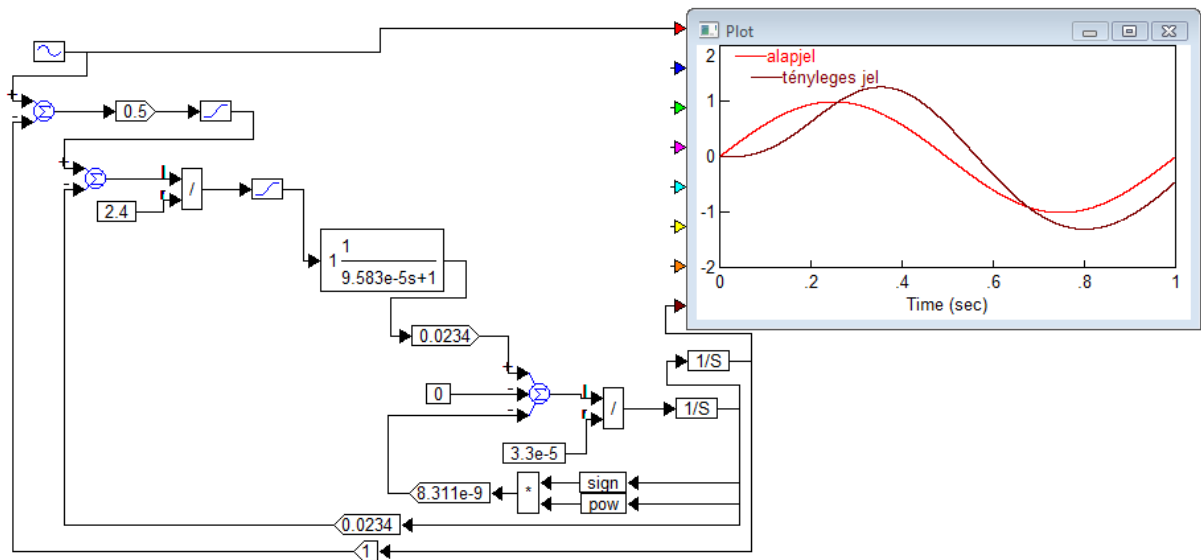 Plot
alapjel
tényleges jel
2
1
0
-1
-2
0
.2
.4
.6
.8
1
Time (sec)
+
-
Σ
0.5
+
-
Σ
l
r
/
2.4
1
1
9.583e-5s+1
0.0234
+
-
-
Σ
0
l
r
/
3.3e-5
1/S
1/S
sign
pow
*
8.311e-9
0.0234
1